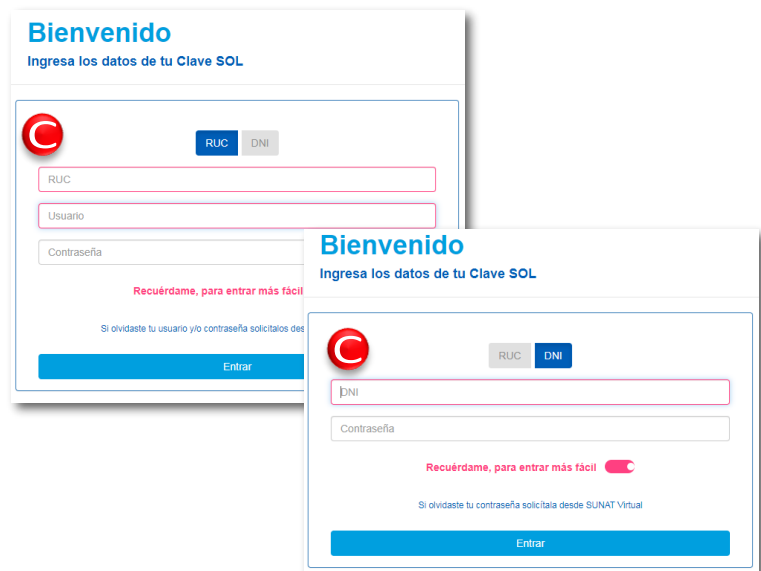 Bienvenido
Ingresa los datos de tu Clave SOL
C
RUC DNI
RUC
Usuario
Contraseña
Recuérdame, para entrar más fácil
Si olvidaste tu usuario y/o contraseña solicítalos des
Entrar
Bienvenido
Ingresa los datos de tu Clave SOL
C
RUC DNI
DNI
Contraseña
Recuérdame, para entrar más fácil
Si olvidaste tu contraseña solicítala desde SUNAT Virtual
Entrar